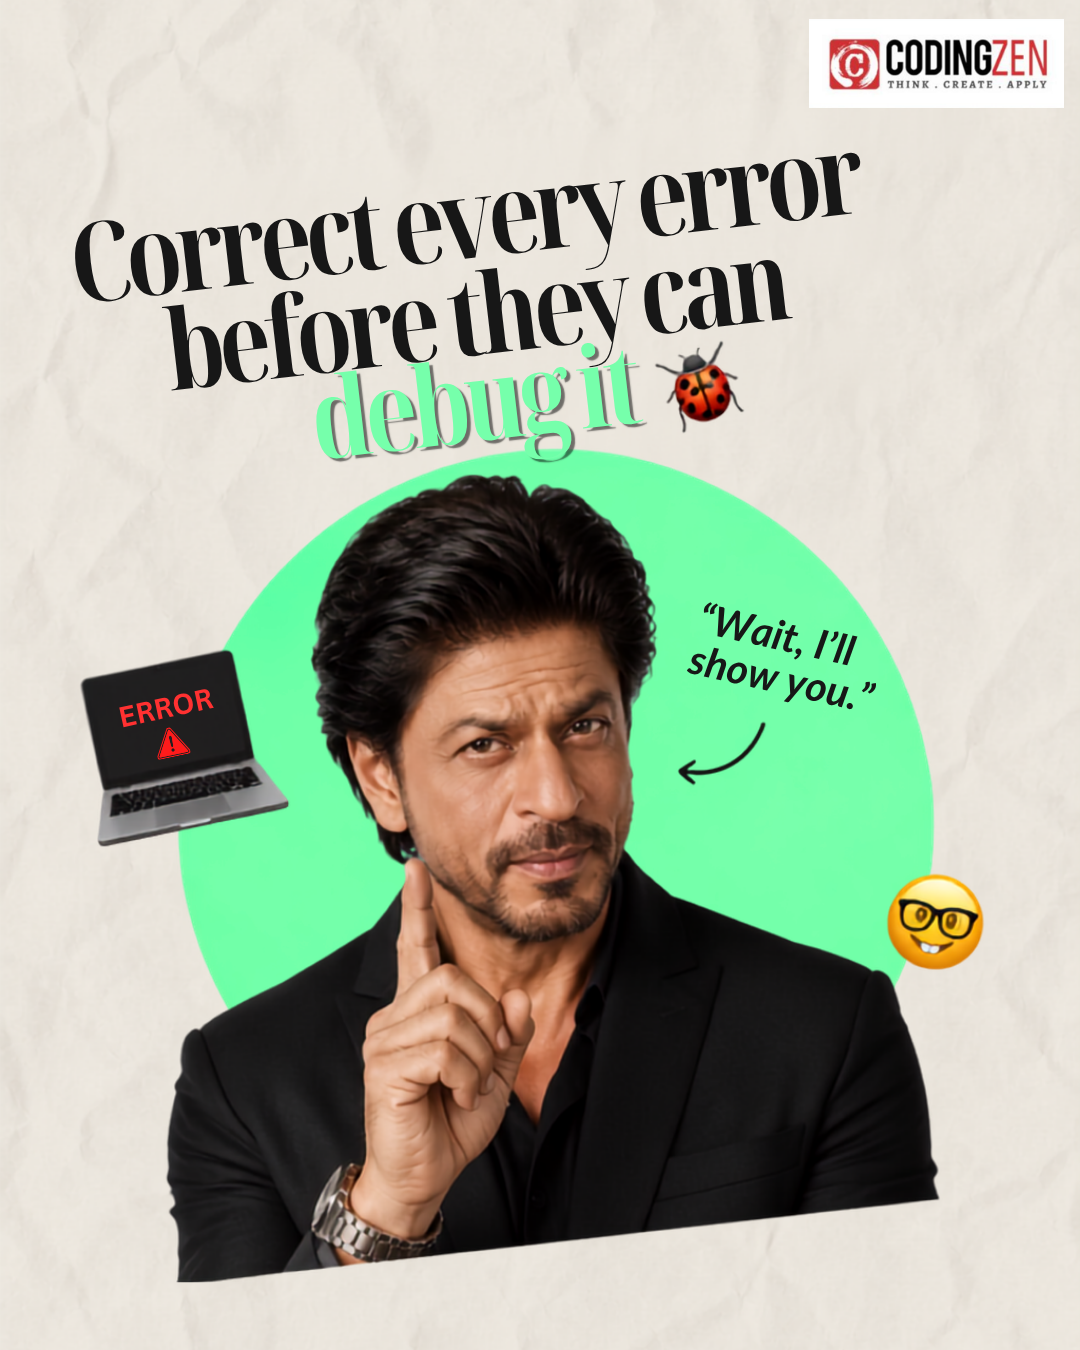 CODINGZEN
THINK . CREATE . APPLY
Correct every error
before they can
debug it
“Wait, I’ll
show you.”
ERROR